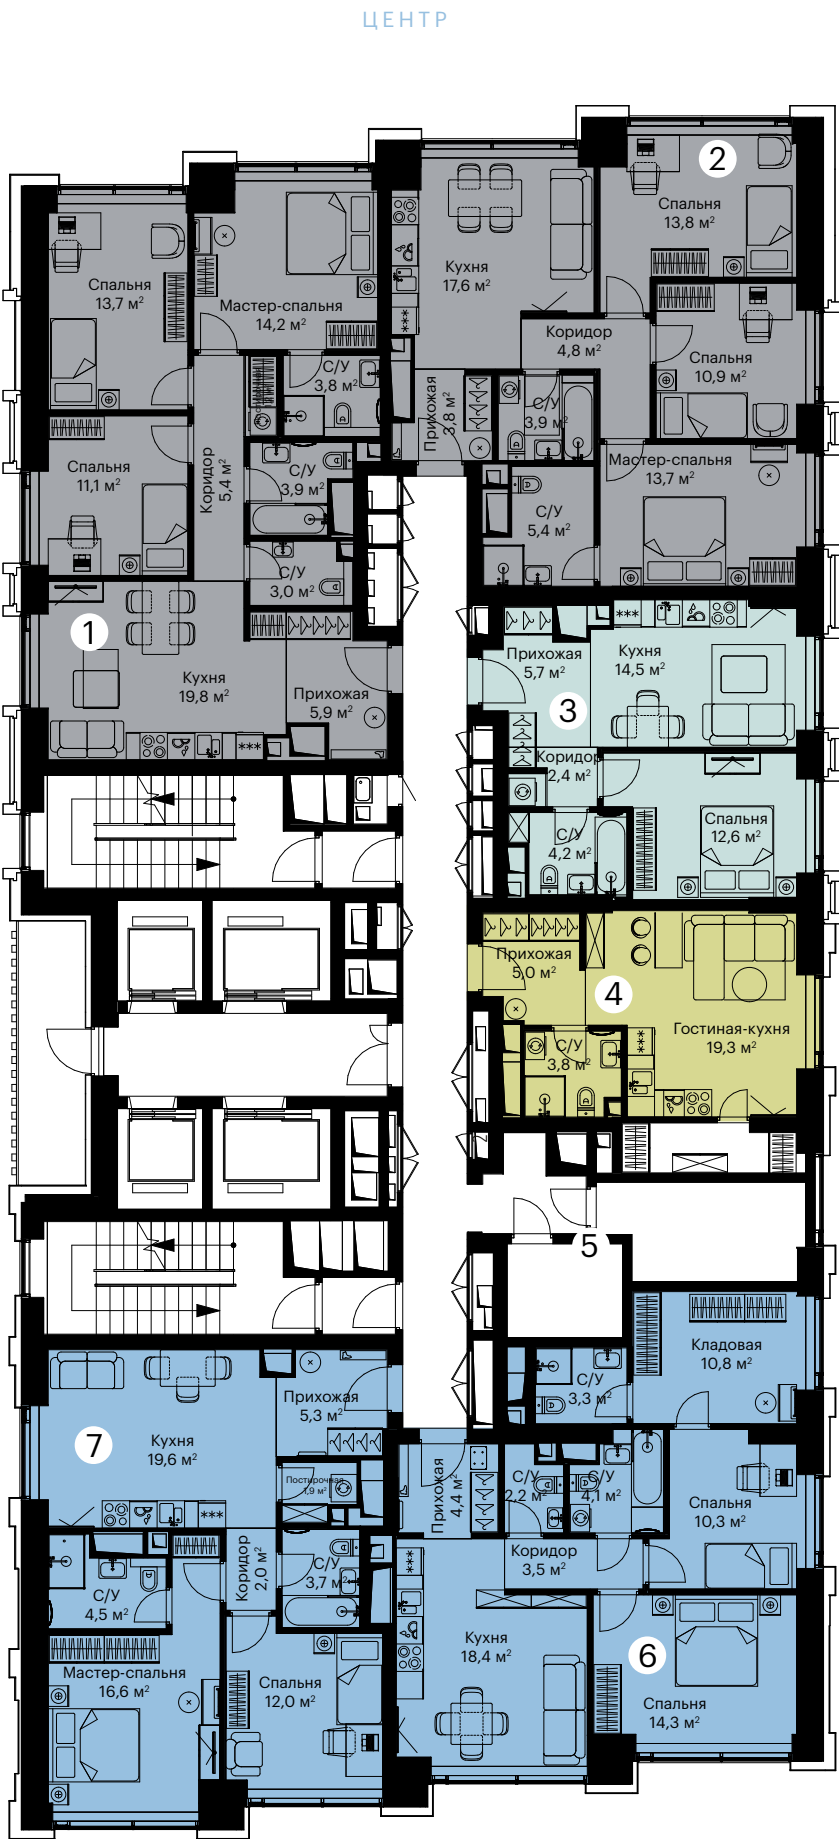 ЦЕНТР
2
Спальня
13,8 м²
Кухня
17,6 м²
Спальня
13,7 м²
Мастер-спальня
14,2 м²
Коридор
4,8 м²
Спальня
10,9 м²
С/У
3,8 м²
Прихожая
3,8 м²
С/У
3,9 м²
Спальня
11,1 м²
Коридор
5,4 м²
С/У
3,9 м²
Мастер-спальня
13,7 м²
С/У
5,4 м²
С/У
3,0 м²
1
Кухня
19,8 м²
Прихожая
5,9 м²
Прихожая
5,7 м²
Кухня
14,5 м²
3
Коридор
2,4 м²
Спальня
12,6 м²
С/У
4,2 м²
Прихожая
5,0 м²
4
Гостиная-кухня
19,3 м²
С/У
3,8 м²
5
Кладовая
10,8 м²
С/У
3,3 м²
Прихожая
5,3 м²
7
Кухня
19,6 м²
Постирочная
1,9 м²
Прихожая
4,4 м²
С/У
2,2 м²
С/У
4,1 м²
Спальня
10,3 м²
Коридор
2,0 м²
С/У
3,7 м²
Коридор
3,5 м²
С/У
4,5 м²
Кухня
18,4 м²
6
Мастер-спальня
16,6 м²
Спальня
12,0 м²
Спальня
14,3 м²